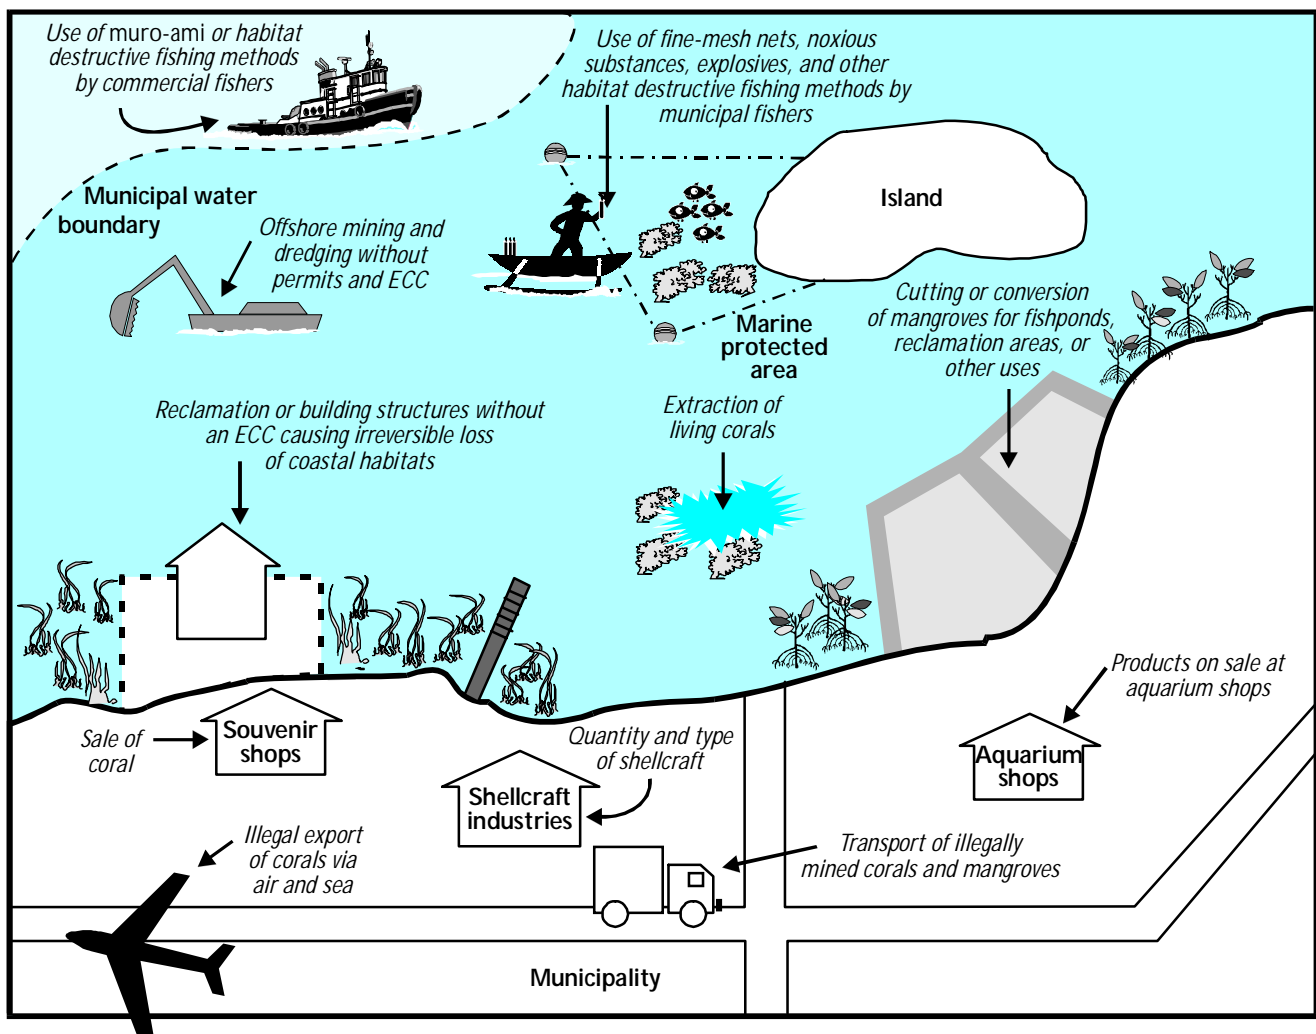 Use of muro-ami or habitat
destructive fishing methods
by commercial fishers
Use of fine-mesh nets, noxious
substances, explosives, and other
habitat destructive fishing methods by
municipal fishers
Municipal water
boundary
Island
Offshore mining and
dredging without
permits and ECC
Marine
protected
area
Cutting or conversion
of mangroves for fishponds,
reclamation areas, or
other uses
Reclamation or building structures without
an ECC causing irreversible loss
of coastal habitats
Extraction of
living corals
Products on sale at
aquarium shops
Sale of
coral
Souvenir
shops
Quantity and type
of shellcraft
Aquarium
shops
Shellcraft
industries
Illegal export
of corals via
air and sea
Transport of illegally
mined corals and mangroves
Municipality